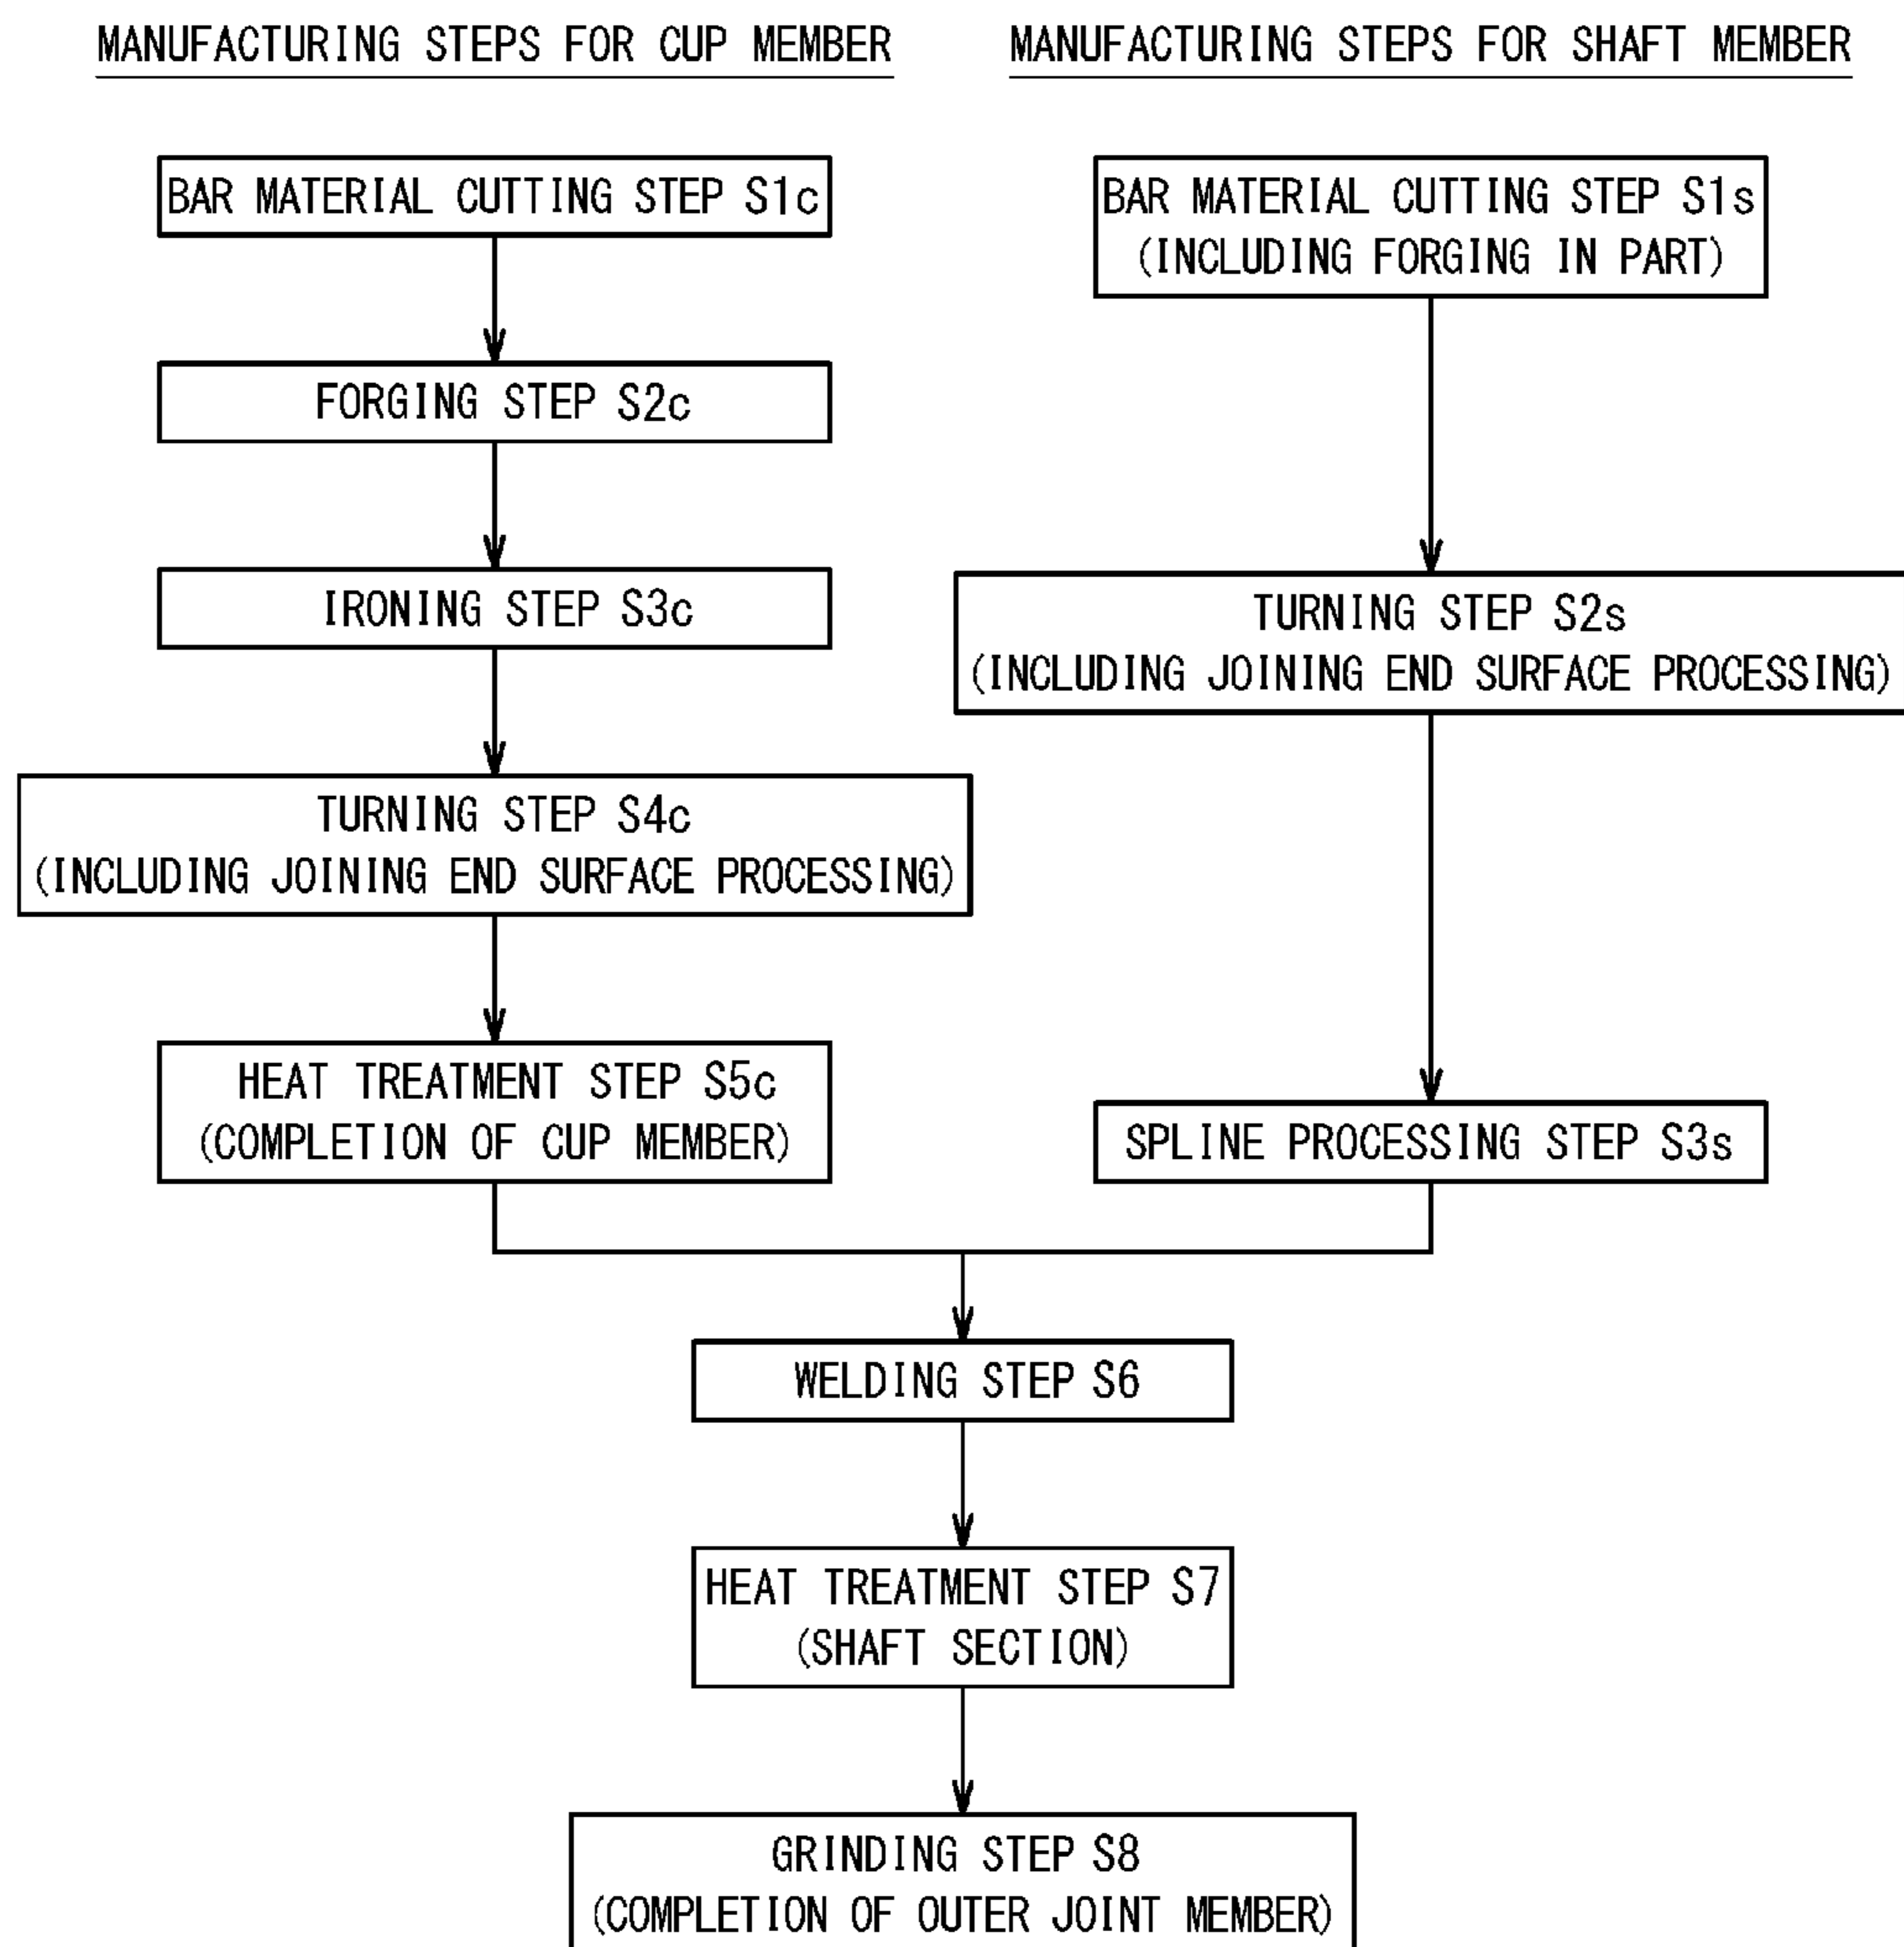 MANUFACTURING STEPS FOR CUP MEMBER
BAR MATERIAL CUTTING STEP S1c
FORGING STEP S2c
IRONING STEP S3c
TURNING STEP S4c
(INCLUDING JOINING END SURFACE PROCESSING)
HEAT TREATMENT STEP S5c
(COMPLETION OF CUP MEMBER)
MANUFACTURING STEPS FOR SHAFT MEMBER
BAR MATERIAL CUTTING STEP S1s
(INCLUDING FORGING IN PART)
TURNING STEP S2s
(INCLUDING JOINING END SURFACE PROCESSING)
SPLINE PROCESSING STEP S3s
WELDING STEP S6
HEAT TREATMENT STEP S7
(SHAFT SECTION)
GRINDING STEP S8
(COMPLETION OF OUTER JOINT MEMBER)